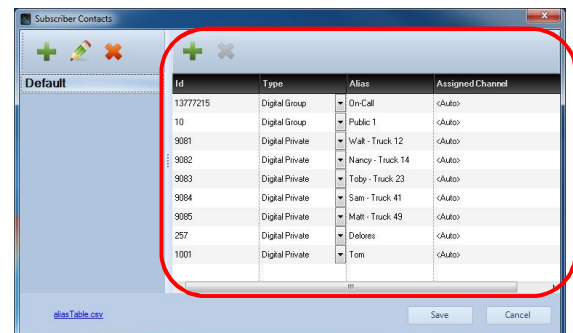 Subscriber Contacts
Default
Id Type Alias Assigned Channel
13777215 Digital Group On-Call <Auto>
10 Digital Group Public 1 <Auto>
9081 Digital Private Walt - Truck 12 <Auto>
9082 Digital Private Nancy - Truck 14 <Auto>
9083 Digital Private Toby - Truck 23 <Auto>
9084 Digital Private Sam - Truck 41 <Auto>
9085 Digital Private Matt - Truck 49 <Auto>
257 Digital Private Delores <Auto>
1001 Digital Private Tom <Auto>
aliasTable.csv Save Cancel